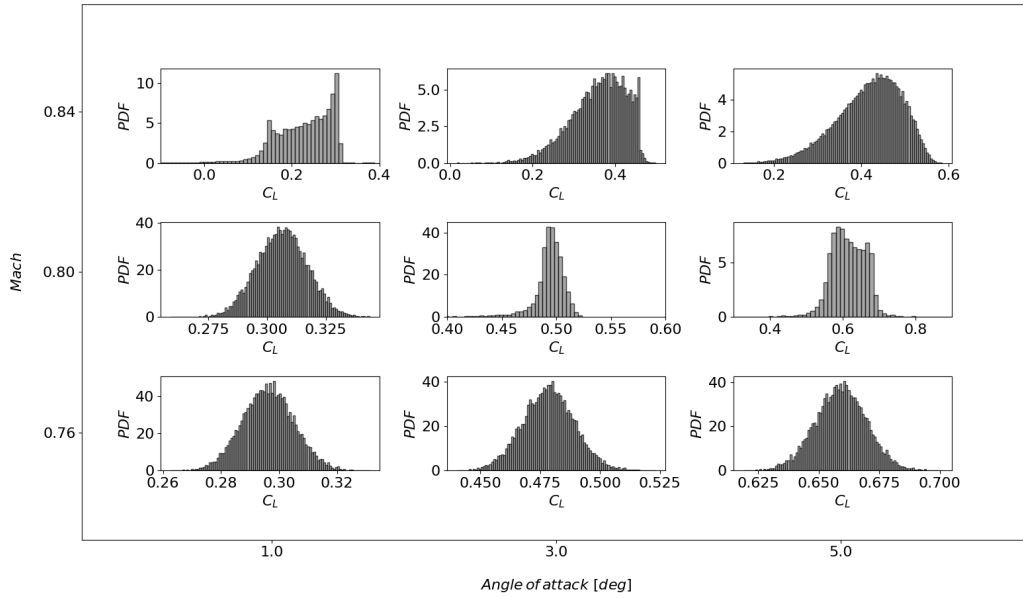 0.84
0.80
0.76
Mach
PDF
10
5
0
0.0 0.2 0.4
C_L
PDF
5.0
2.5
0.0
0.0 0.2 0.4
C_L
PDF
4
2
0
0.2 0.4 0.6
C_L
PDF
40
20
0
0.275 0.300 0.325
C_L
PDF
40
20
0
0.40 0.45 0.50 0.55 0.60
C_L
PDF
5
0
0.4 0.6 0.8
C_L
PDF
40
20
0
0.26 0.28 0.30 0.32
C_L
PDF
40
20
0
0.450 0.475 0.500 0.525
C_L
PDF
40
20
0
0.625 0.650 0.675 0.700
C_L
1.0 3.0 5.0
Angle of attack [deg]